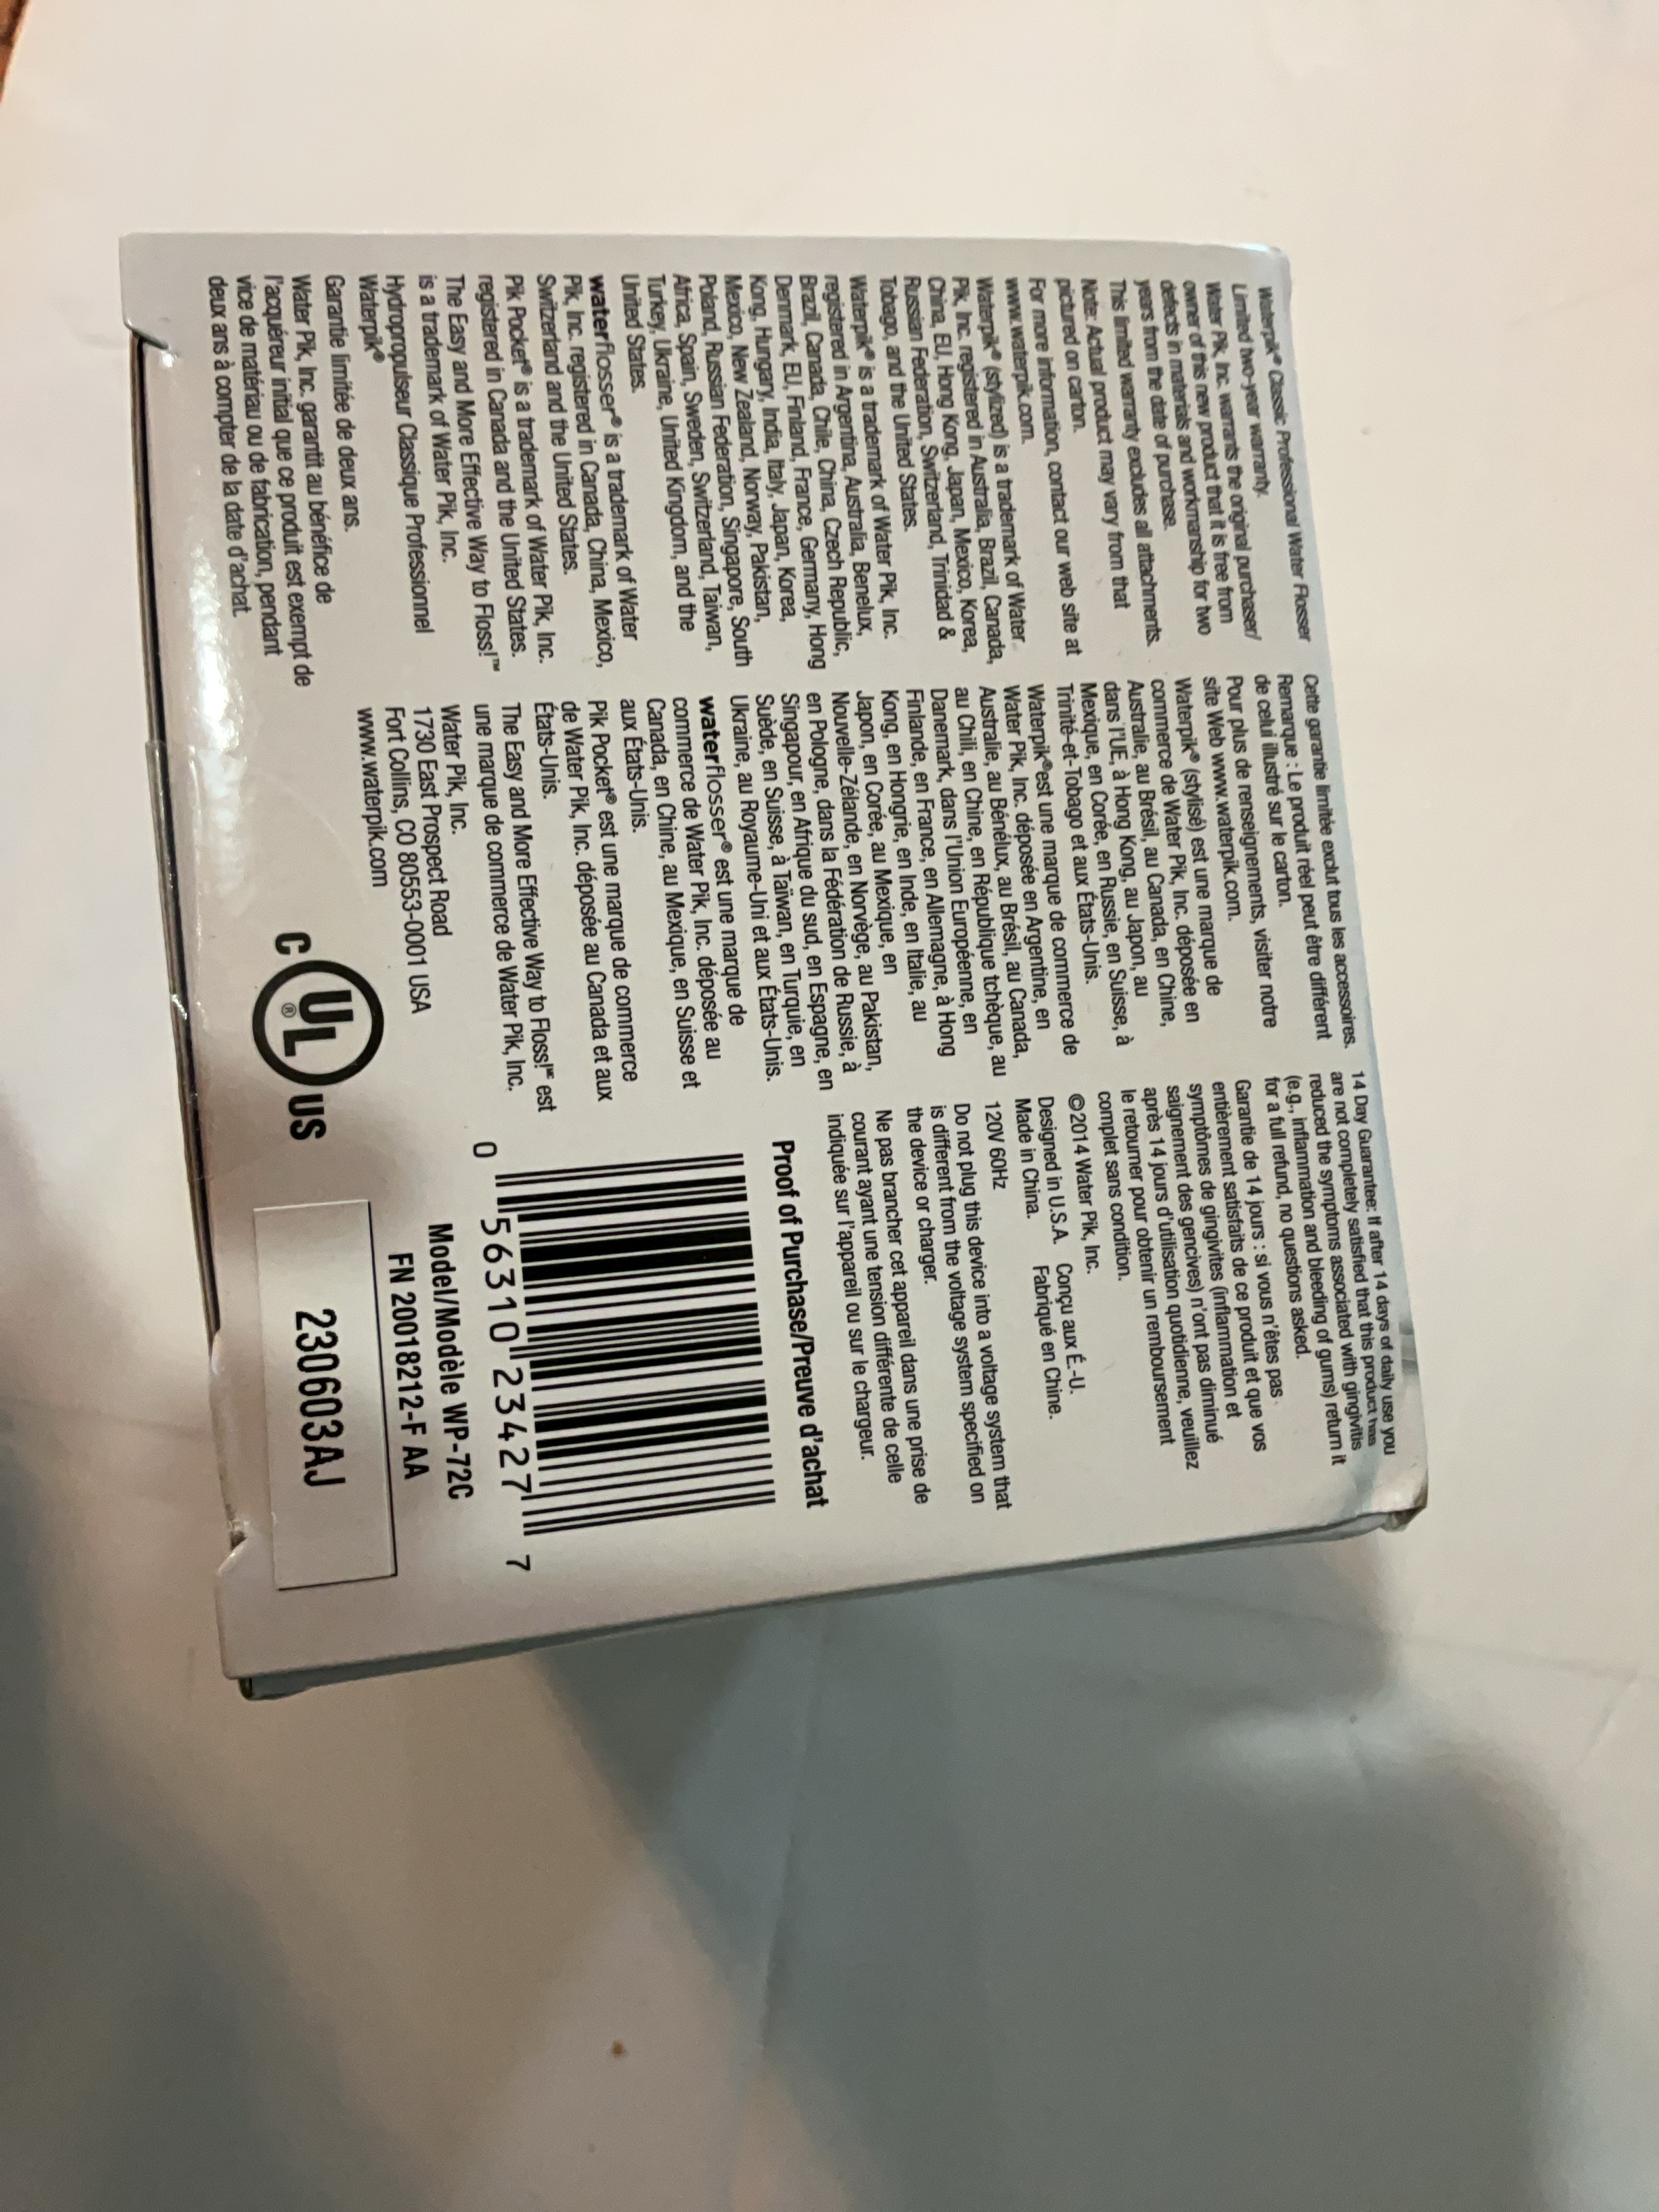 Waterpik® Classic Professional Water Flosser
Limited two-year warranty.
Water Pik, Inc. warrants the original purchaser/
owner of this new product that it is free from
defects in materials and workmanship for two
years from the date of purchase.
This limited warranty excludes all attachments.
Note: Actual product may vary from that
pictured on carton.
For more information, contact our web site at
www.waterpik.com.
Waterpik® (stylized) is a trademark of Water
Pik, Inc. registered in Australia, Brazil, Canada,
China, EU, Hong Kong, Japan, Mexico, Korea,
Russian Federation, Switzerland, Trinidad &
Tobago, and the United States.
Waterpik® is a trademark of Water Pik, Inc.
registered in Argentina, Australia, Benelux,
Brazil, Canada, Chile, China, Czech Republic,
Denmark, EU, Finland, France, Germany, Hong
Kong, Hungary, India, Italy, Japan, Korea,
Mexico, New Zealand, Norway, Pakistan,
Poland, Russian Federation, Singapore, South
Africa, Spain, Sweden, Switzerland, Taiwan,
Turkey, Ukraine, United Kingdom, and the
United States.
waterflosser® is a trademark of Water
Pik, Inc. registered in Canada, China, Mexico,
Switzerland and the United States.
Pik Pocket® is a trademark of Water Pik, Inc.
registered in Canada and the United States.
The Easy and More Effective Way to Floss!™
is a trademark of Water Pik, Inc.
Hydropropulseur Classique Professionnel
Waterpik®
Garantie limitée de deux ans.
Water Pik, Inc. garantit au bénéfice de
l'acquéreur initial que ce produit est exempt de
vice de matériau ou de fabrication, pendant
deux ans à compter de la date d'achat.
Cette garantie limitée exclut tous les accessoires.
Remarque : Le produit réel peut être différent
de celui illustré sur le carton.
Pour plus de renseignements, visiter notre
site Web www.waterpik.com.
Waterpik® (stylisé) est une marque de
commerce de Water Pik, Inc. déposée en
Australie, au Brésil, au Canada, en Chine,
dans l'UE, à Hong Kong, au Japon, au
Mexique, en Corée, en Russie, en Suisse, à
Trinité-et-Tobago et aux États-Unis.
Waterpik®est une marque de commerce de
Water Pik, Inc. déposée en Argentine, en
Australie, au Bénélux, au Brésil, au Canada,
au Chili, en Chine, en République tchèque, au
Danemark, dans l'Union Européenne, en
Finlande, en France, en Allemagne, à Hong
Kong, en Hongrie, en Inde, en Italie, au
Japon, en Corée, au Mexique, en
Nouvelle-Zélande, en Norvège, au Pakistan,
en Pologne, dans la Fédération de Russie, à
Singapour, en Afrique du sud, en Espagne, en
Suède, en Suisse, à Taïwan, en Turquie, en
Ukraine, au Royaume-Uni et aux États-Unis.
waterflosser® est une marque de
commerce de Water Pik, Inc. déposée au
Canada, en Chine, au Mexique, en Suisse et
aux États-Unis.
Pik Pocket® est une marque de commerce
de Water Pik, Inc. déposée au Canada et aux
États-Unis.
The Easy and More Effective Way to Floss!ᴹᶜ est
une marque de commerce de Water Pik, Inc.
Water Pik, Inc.
1730 East Prospect Road
Fort Collins, CO 80553-0001 USA
www.waterpik.com
C UL® US
14 Day Guarantee: If after 14 days of daily use you
are not completely satisfied that this product has
reduced the symptoms associated with gingivitis
(e.g., inflammation and bleeding of gums) return it
for a full refund, no questions asked.
Garantie de 14 jours : si vous n'êtes pas
entièrement satisfaits de ce produit et que vos
symptômes de gingivites (inflammation et
saignement des gencives) n'ont pas diminué
après 14 jours d'utilisation quotidienne, veuillez
le retourner pour obtenir un remboursement
complet sans condition.
©2014 Water Pik, Inc.
Designed in U.S.A. Conçu aux É.-U.
Made in China. Fabriqué en Chine.
120V 60Hz
Do not plug this device into a voltage system that
is different from the voltage system specified on
the device or charger.
Ne pas brancher cet appareil dans une prise de
courant ayant une tension différente de celle
indiquée sur l'appareil ou sur le chargeur.
Proof of Purchase/Preuve d'achat
0 56310 23427 7
Model/Modèle WP-72C
FN 20018212-F AA
230603AJ